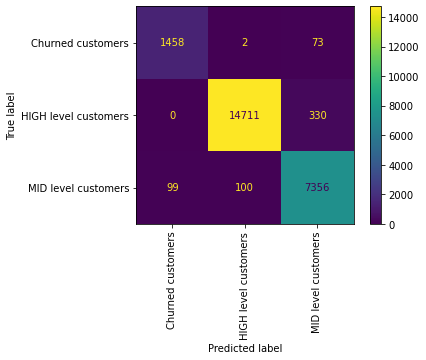 Churned customers 1458 2 73
HIGH level customers 0 14711 330
MID level customers 99 100 7356
True label
Churned customers
HIGH level customers
MID level customers
Predicted label
14000
12000
10000
8000
6000
4000
2000
0